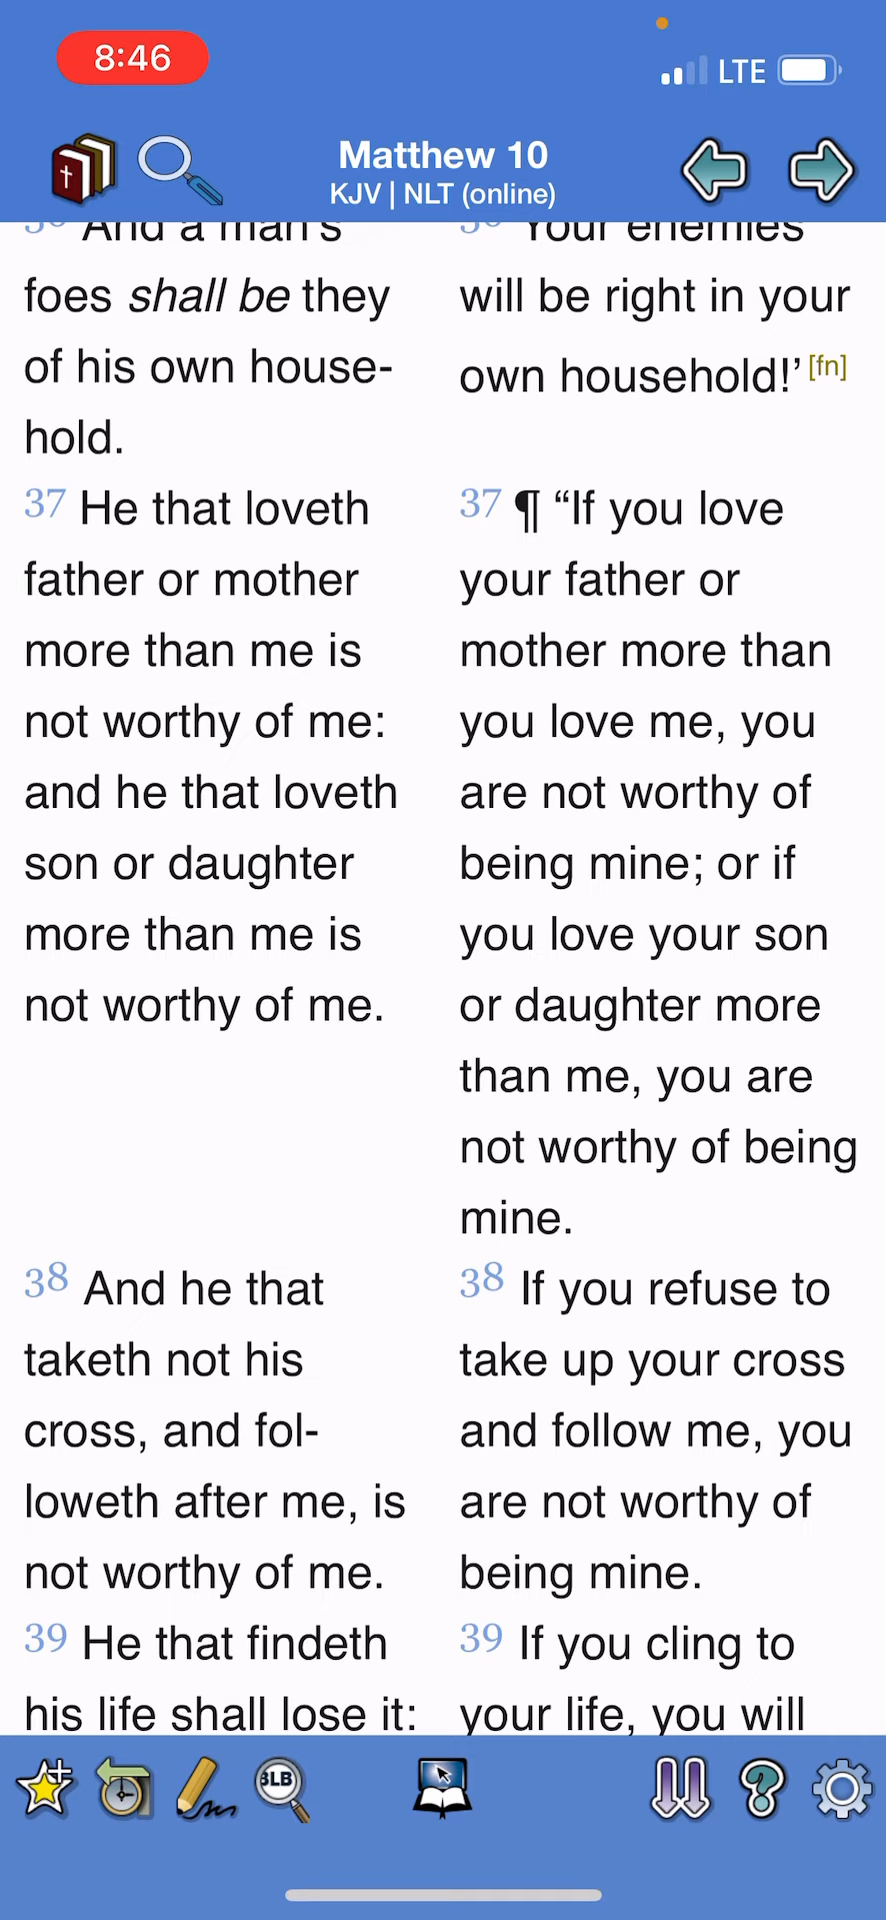 8:46
LTE
Matthew 10
KJV | NLT (online)
36 And a man's
foes shall be they
of his own house-
hold.
37 He that loveth
father or mother
more than me is
not worthy of me:
and he that loveth
son or daughter
more than me is
not worthy of me.
38 And he that
taketh not his
cross, and fol-
loweth after me, is
not worthy of me.
39 He that findeth
his life shall lose it:
36 Your enemies
will be right in your
own household!’ [fn]
37 ¶ “If you love
your father or
mother more than
you love me, you
are not worthy of
being mine; or if
you love your son
or daughter more
than me, you are
not worthy of being
mine.
38 If you refuse to
take up your cross
and follow me, you
are not worthy of
being mine.
39 If you cling to
your life, you will
BLB